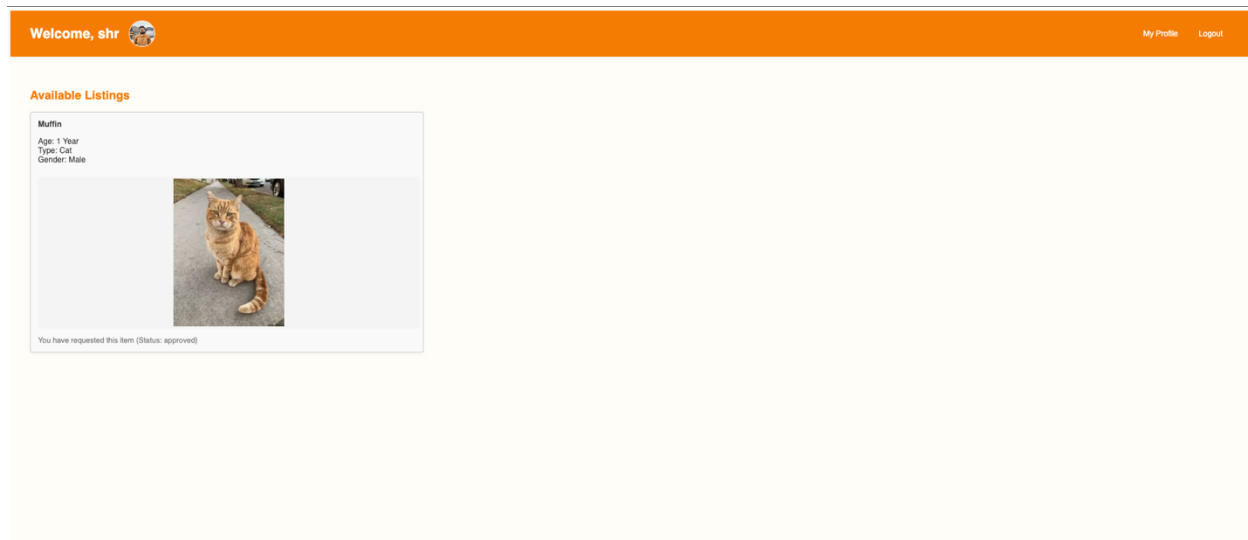 Welcome, shr
My Profile
Logout
Available Listings
Muffin
Age: 1 Year
Type: Cat
Gender: Male
You have requested this item (Status: approved)